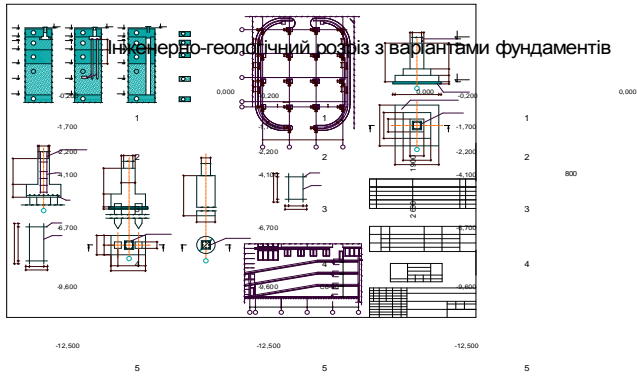 Інженерно-геологічний розріз з варіантами фундаментів
0,000 0,000 0,000
-0,200 -0,200 -0,200
1 1 1
-1,700 -1,700 -1,700
-2,200 -2,200 -2,200
2 2 2
1900
-4,100 -4,100 -4,100
800
3 3 3
-6,700 -6,700 -6,700
4 4 4
-9,600 -9,600
-12,500 -12,500 -12,500
5 5 5